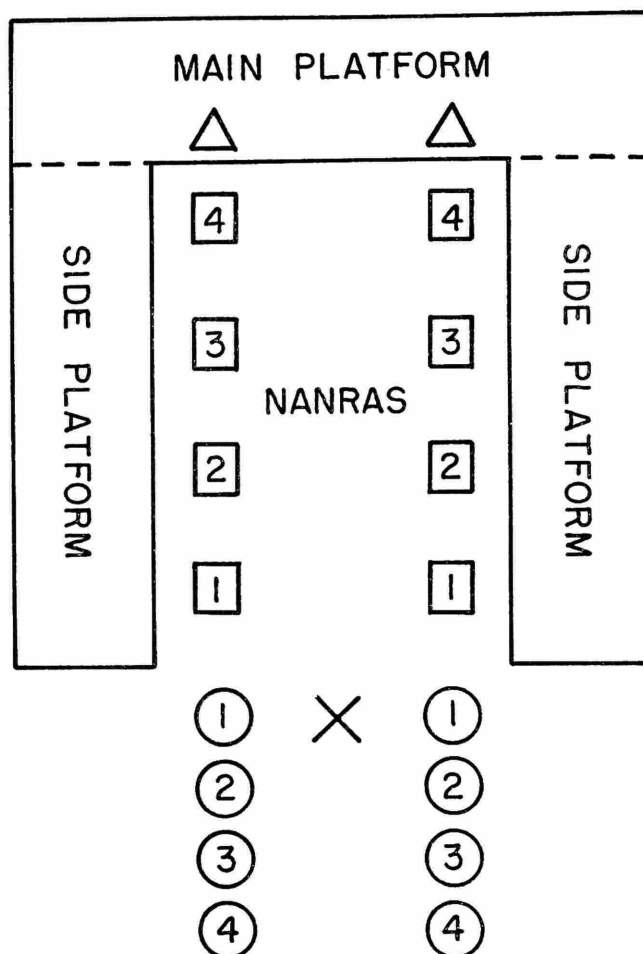 MAIN PLATFORM
4 4
SIDE PLATFORM
SIDE PLATFORM
3 3
NANRAS
2 2
1 1
1 1
2 2
3 3
4 4